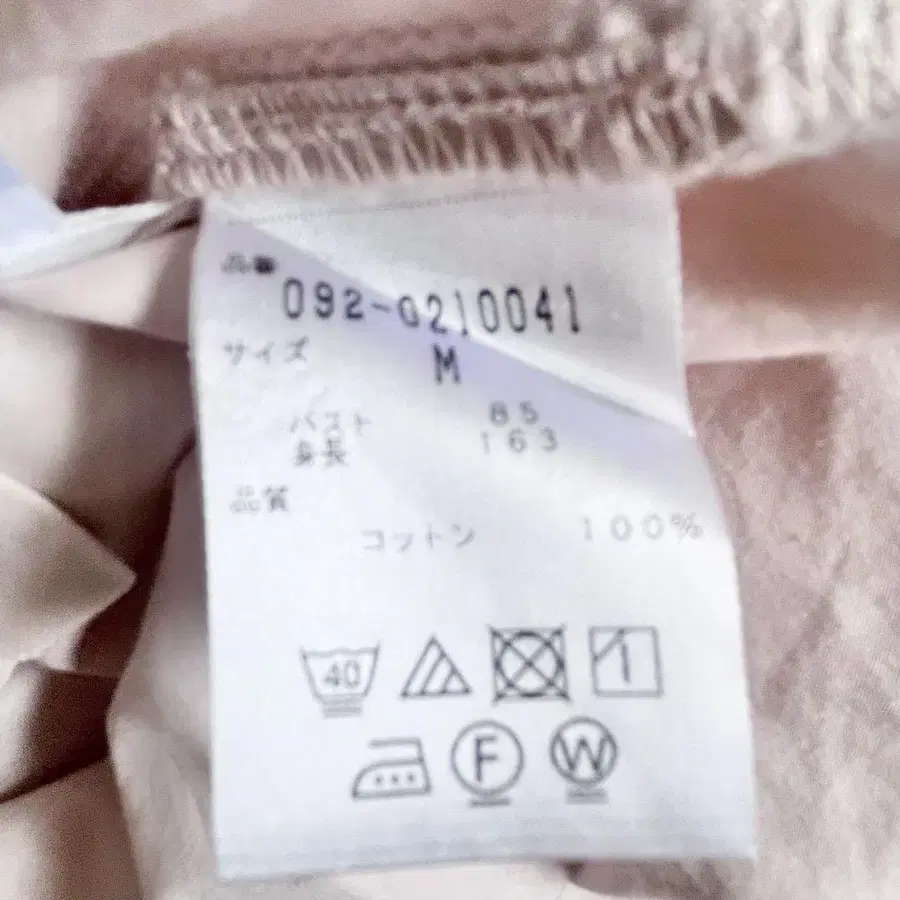 品番
092-0210041
サイズ
M
バスト 85
身長 163
品質
コットン 100%
40
F W